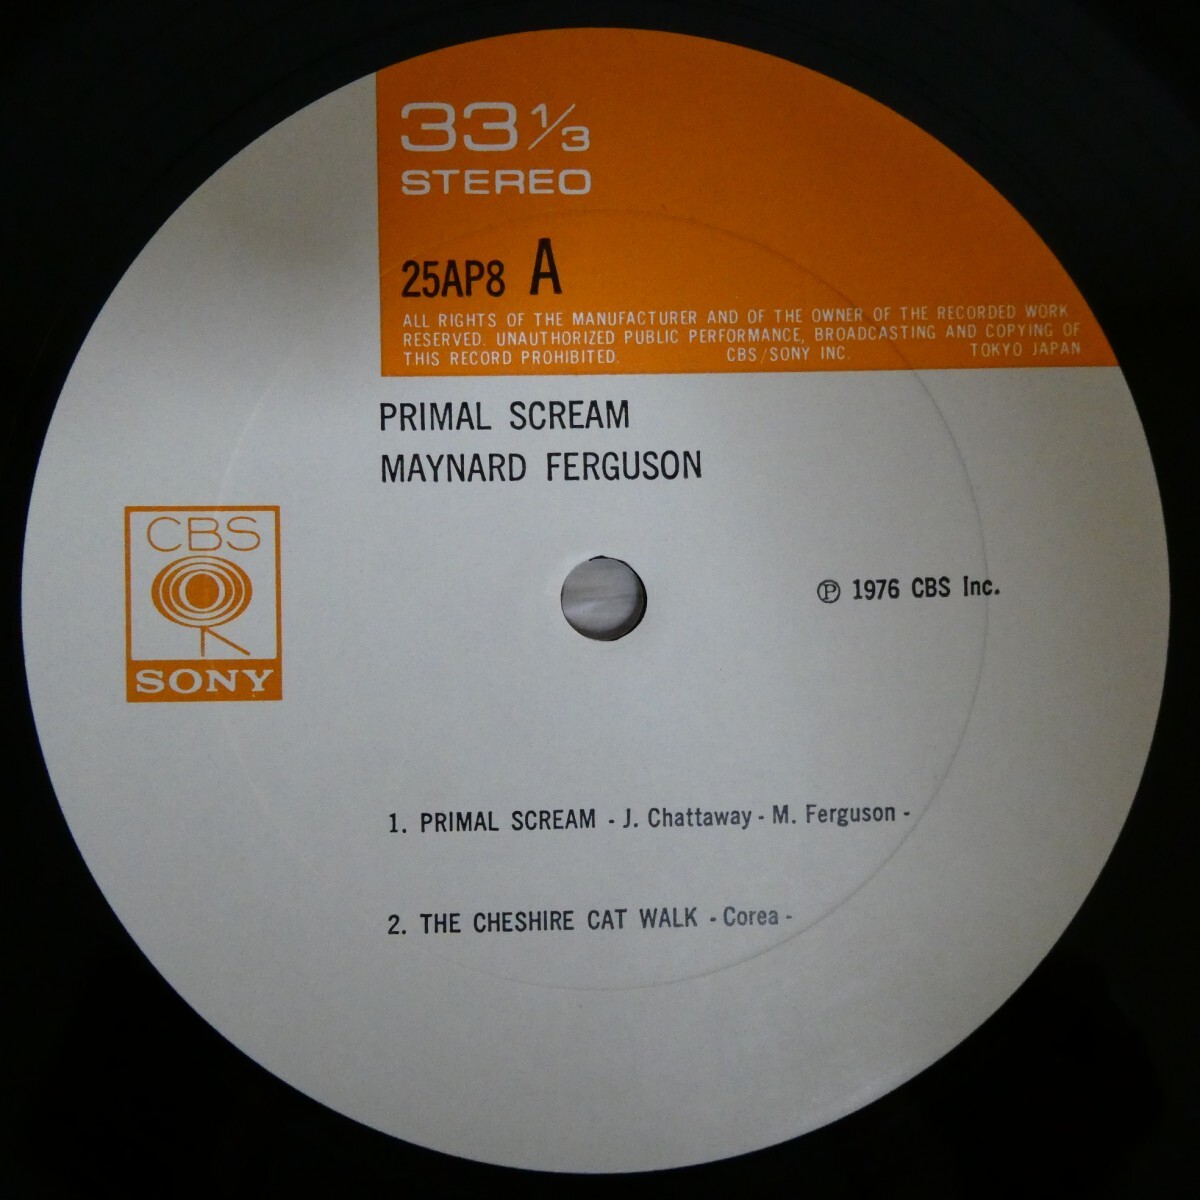 33 1/3
STEREO
25AP8 A
ALL RIGHTS OF THE MANUFACTURER AND OF THE OWNER OF THE RECORDED WORK
RESERVED. UNAUTHORIZED PUBLIC PERFORMANCE, BROADCASTING AND COPYING OF
THIS RECORD PROHIBITED. CBS/SONY INC. TOKYO JAPAN
PRIMAL SCREAM
MAYNARD FERGUSON
CBS
SONY
℗ 1976 CBS Inc.
1. PRIMAL SCREAM - J. Chattaway - M. Ferguson -
2. THE CHESHIRE CAT WALK - Corea -